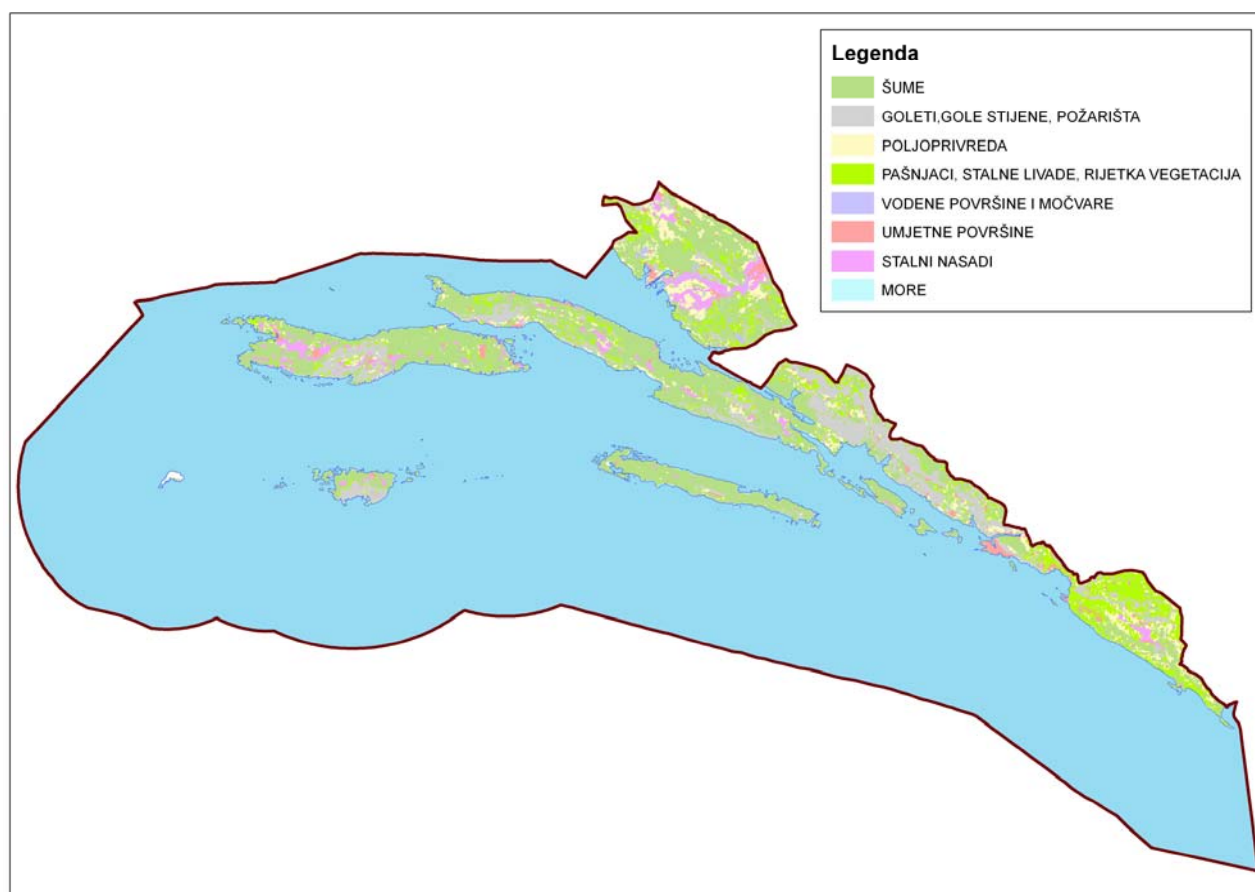 Legenda
ŠUME
GOLETI,GOLE STIJENE, POŽARIŠTA
POLJOPRIVREDA
PAŠNJACI, STALNE LIVADE, RIJETKA VEGETACIJA
VODENE POVRŠINE I MOČVARE
UMJETNE POVRŠINE
STALNI NASADI
MORE